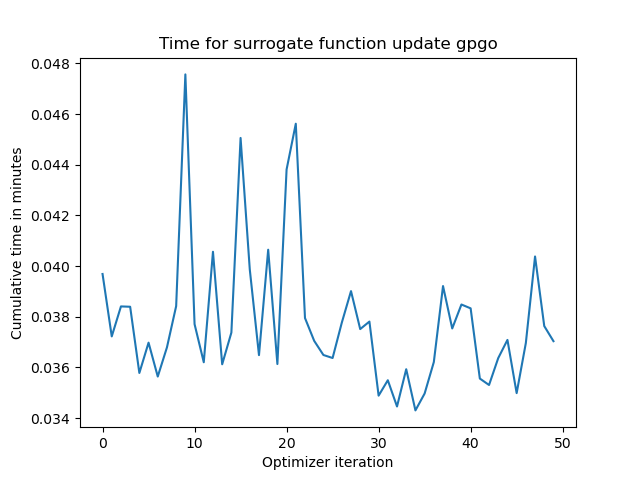 Time for surrogate function update gpgo
0.048
0.046
0.044
0.042
0.040
0.038
0.036
0.034
Cumulative time in minutes
0 10 20 30 40 50
Optimizer iteration